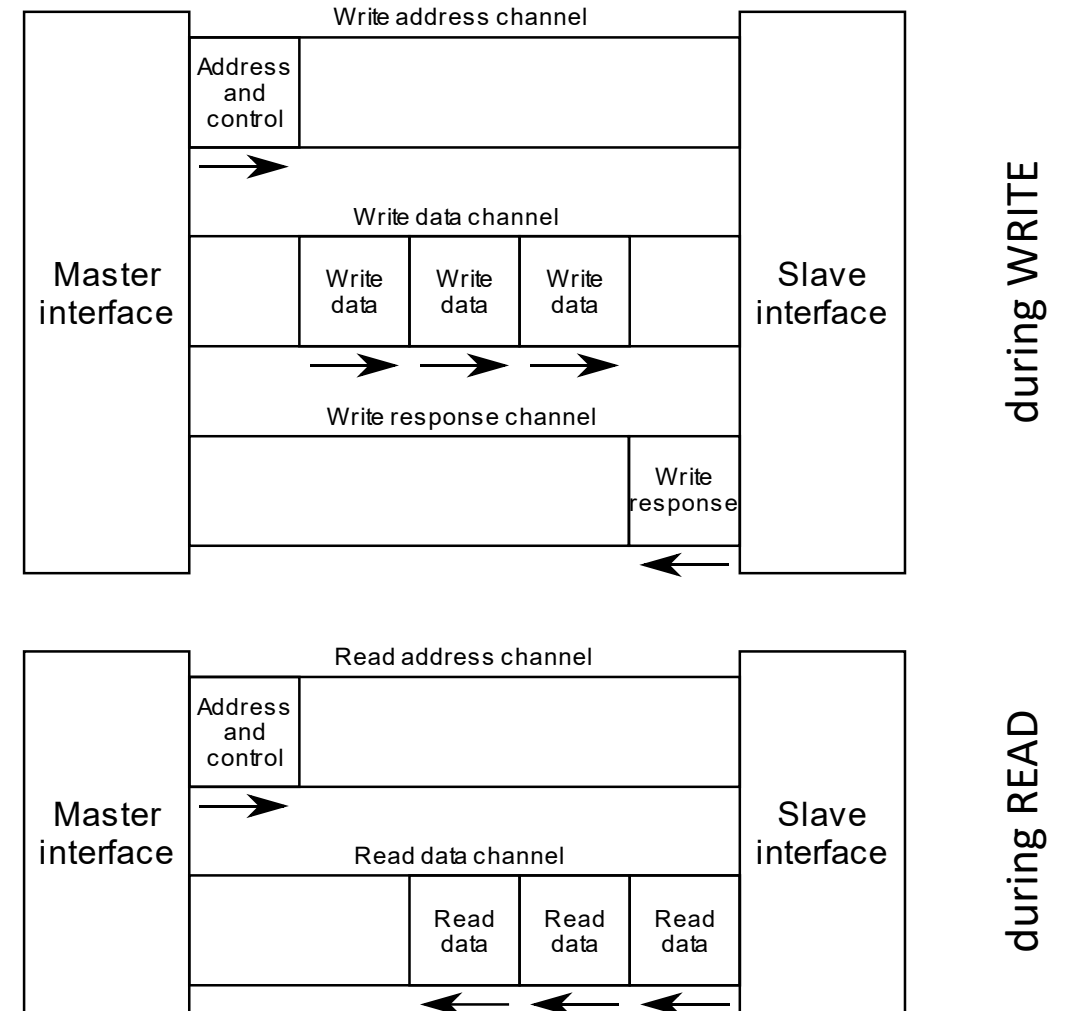 Write address channel
Address
and
control
Write data channel
Master
interface
Write
data
Write
data
Write
data
Slave
interface
during WRITE
Write response channel
Write
response
Read address channel
Address
and
control
Master
interface
Slave
interface
during READ
Read data channel
Read
data
Read
data
Read
data